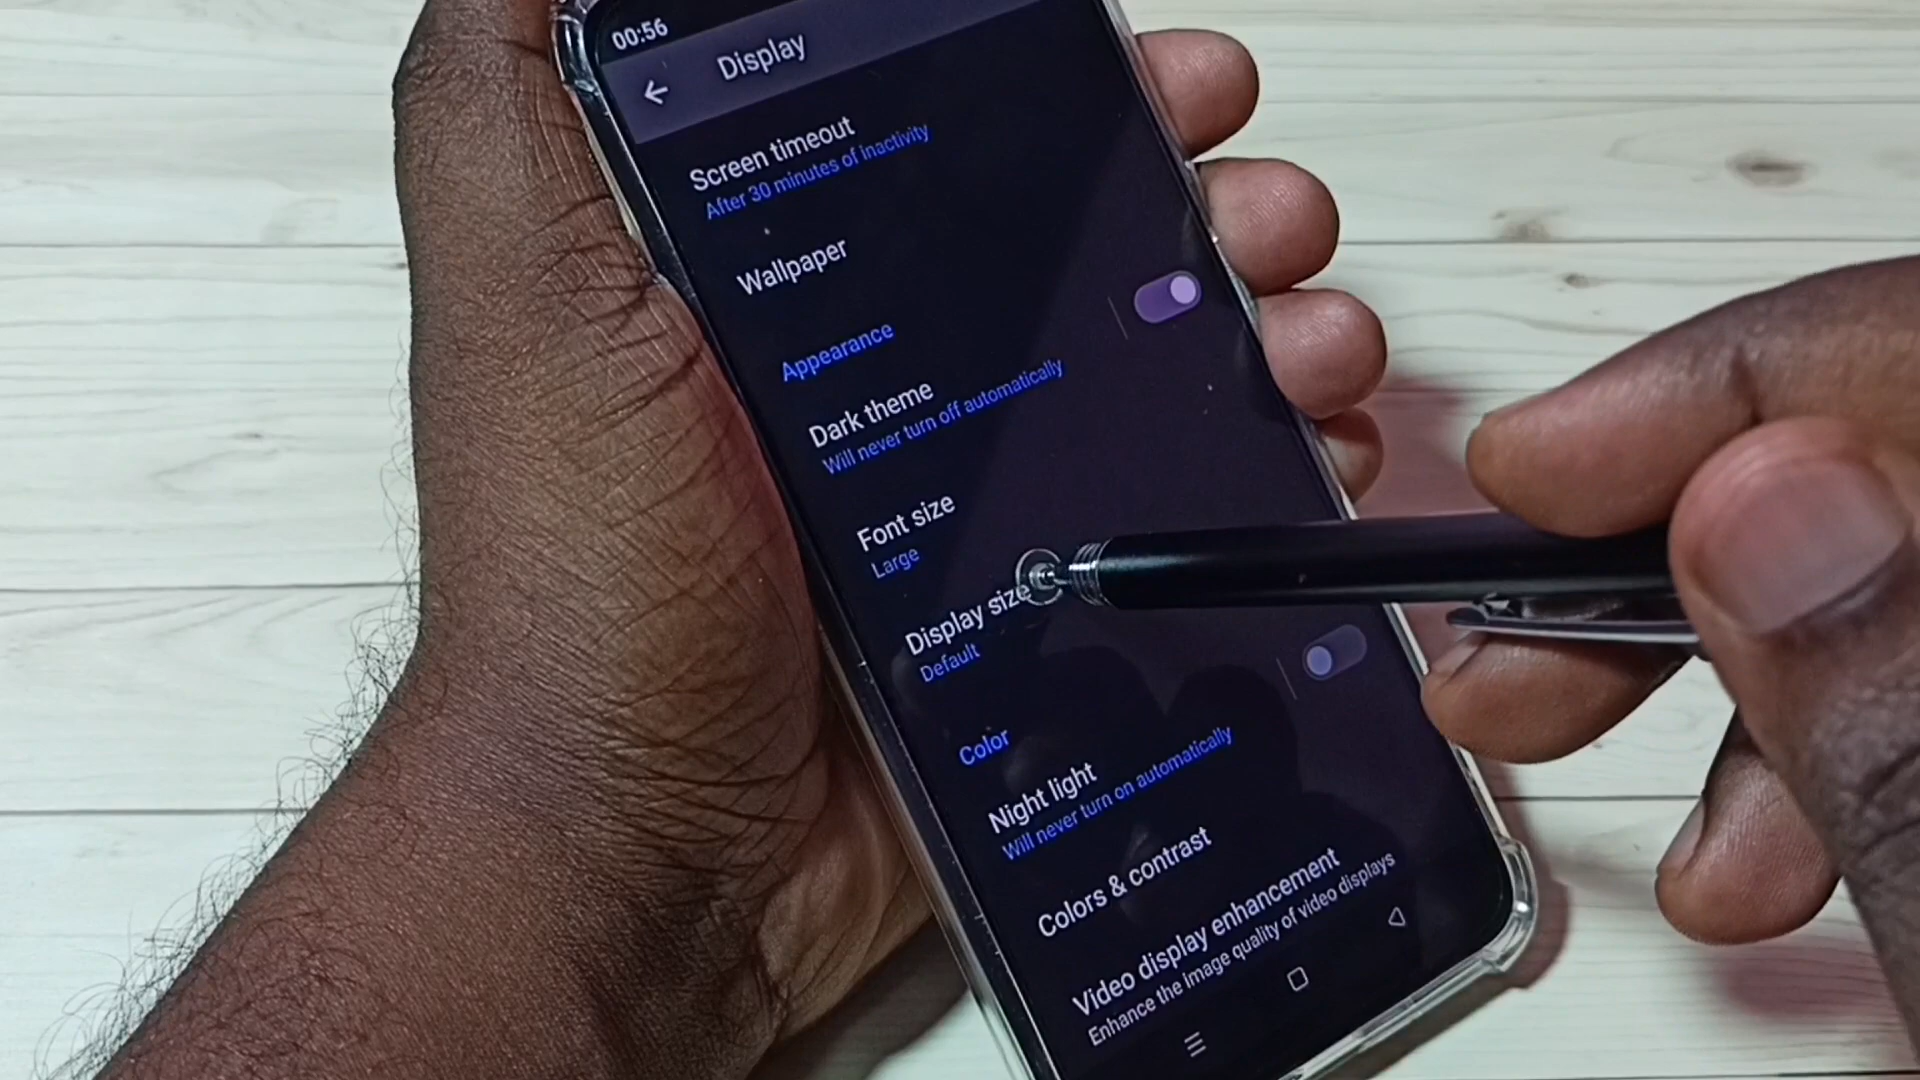 00:56
Display
Screen timeout
After 30 minutes of inactivity
Wallpaper
Appearance
Dark theme
Will never turn off automatically
Font size
Large
Display size
Default
Color
Night light
Will never turn on automatically
Colors & contrast
Video display enhancement
Enhance the image quality of video displays